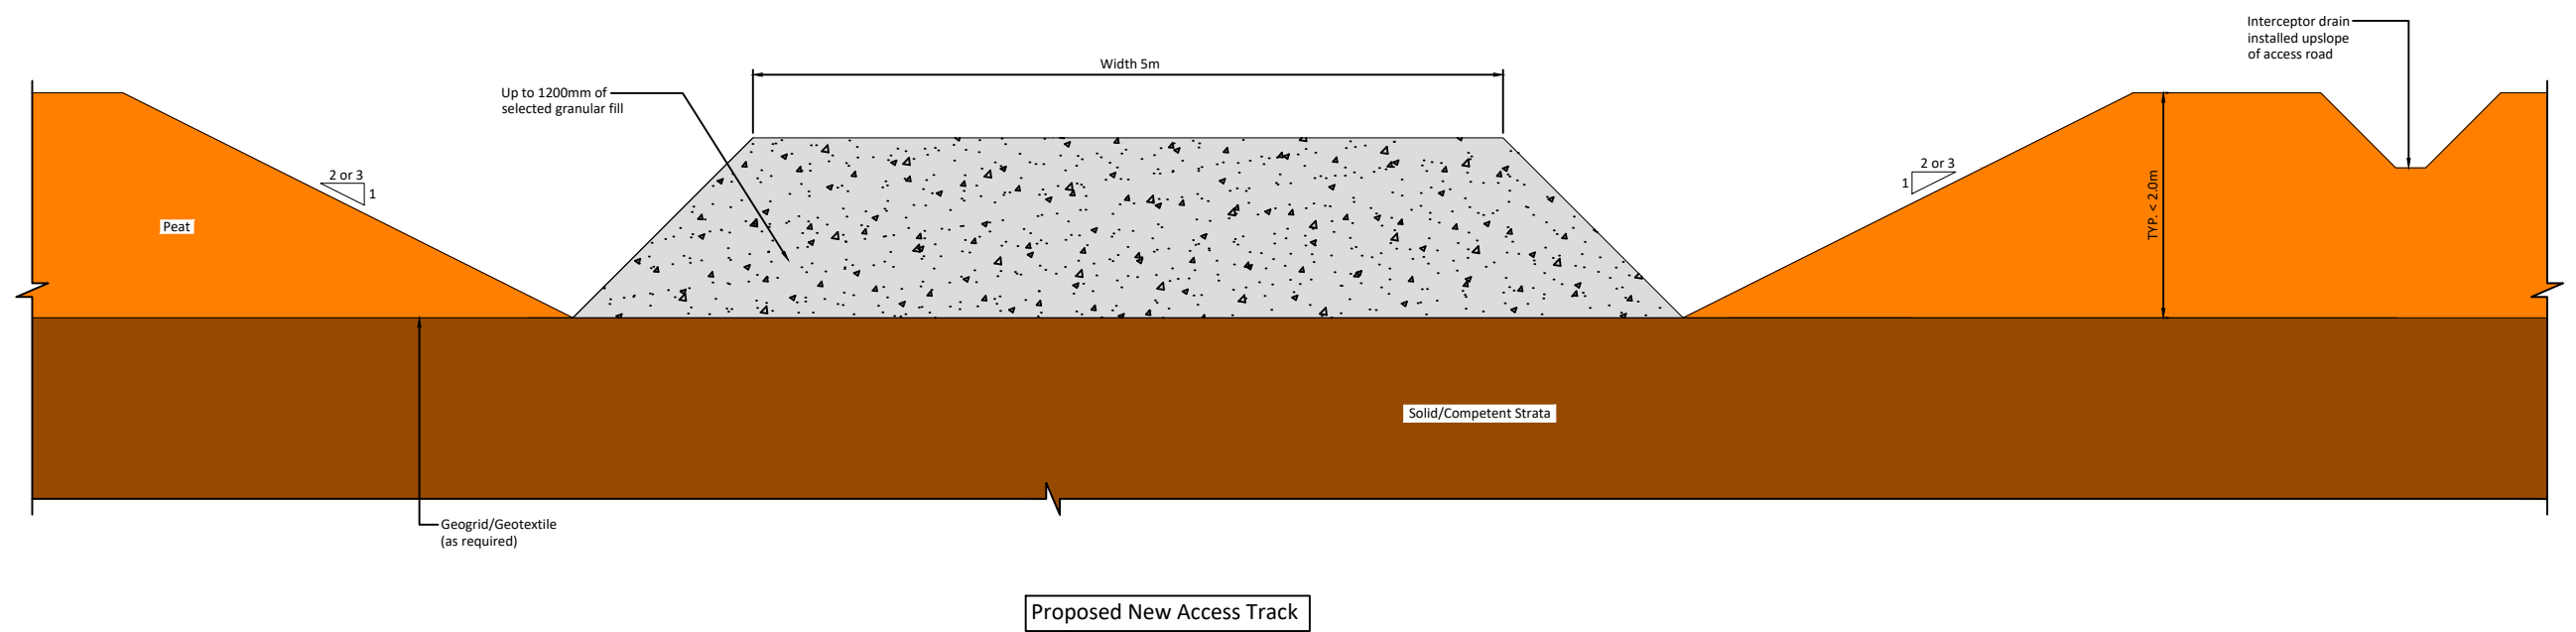 Interceptor drain
installed upslope
of access road
Width 5m
Up to 1200mm of
selected granular fill
2 or 3
1
2 or 3
1
TYP. < 2.0m
Peat
Solid/Competent Strata
Geogrid/Geotextile
(as required)
Proposed New Access Track